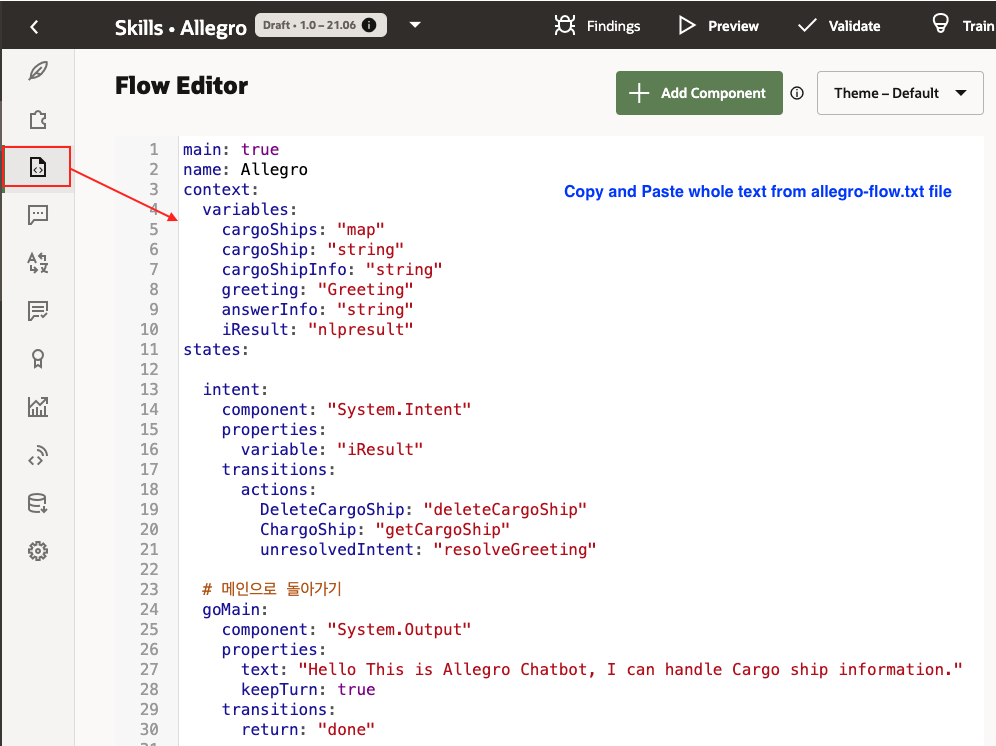 Skills • Allegro Draft • 1.0 – 21.06 Findings Preview Validate Train
Flow Editor
Add Component Theme – Default
Copy and Paste whole text from allegro-flow.txt file
1 main: true
2 name: Allegro
3 context:
4 variables:
5 cargoShips: "map"
6 cargoShip: "string"
7 cargoShipInfo: "string"
8 greeting: "Greeting"
9 answerInfo: "string"
10 iResult: "nlpresult"
11 states:
12
13 intent:
14 component: "System.Intent"
15 properties:
16 variable: "iResult"
17 transitions:
18 actions:
19 DeleteCargoShip: "deleteCargoShip"
20 ChargoShip: "getCargoShip"
21 unresolvedIntent: "resolveGreeting"
22
23 # 메인으로 돌아가기
24 goMain:
25 component: "System.Output"
26 properties:
27 text: "Hello This is Allegro Chatbot, I can handle Cargo ship information."
28 keepTurn: true
29 transitions:
30 return: "done"